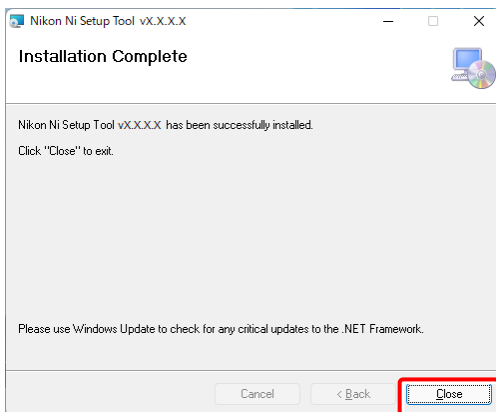 Nikon Ni Setup Tool vX.X.X.X
Installation Complete
Nikon Ni Setup Tool vX.X.X.X has been successfully installed.
Click "Close" to exit.
Please use Windows Update to check for any critical updates to the .NET Framework.
Cancel
< Back
Close